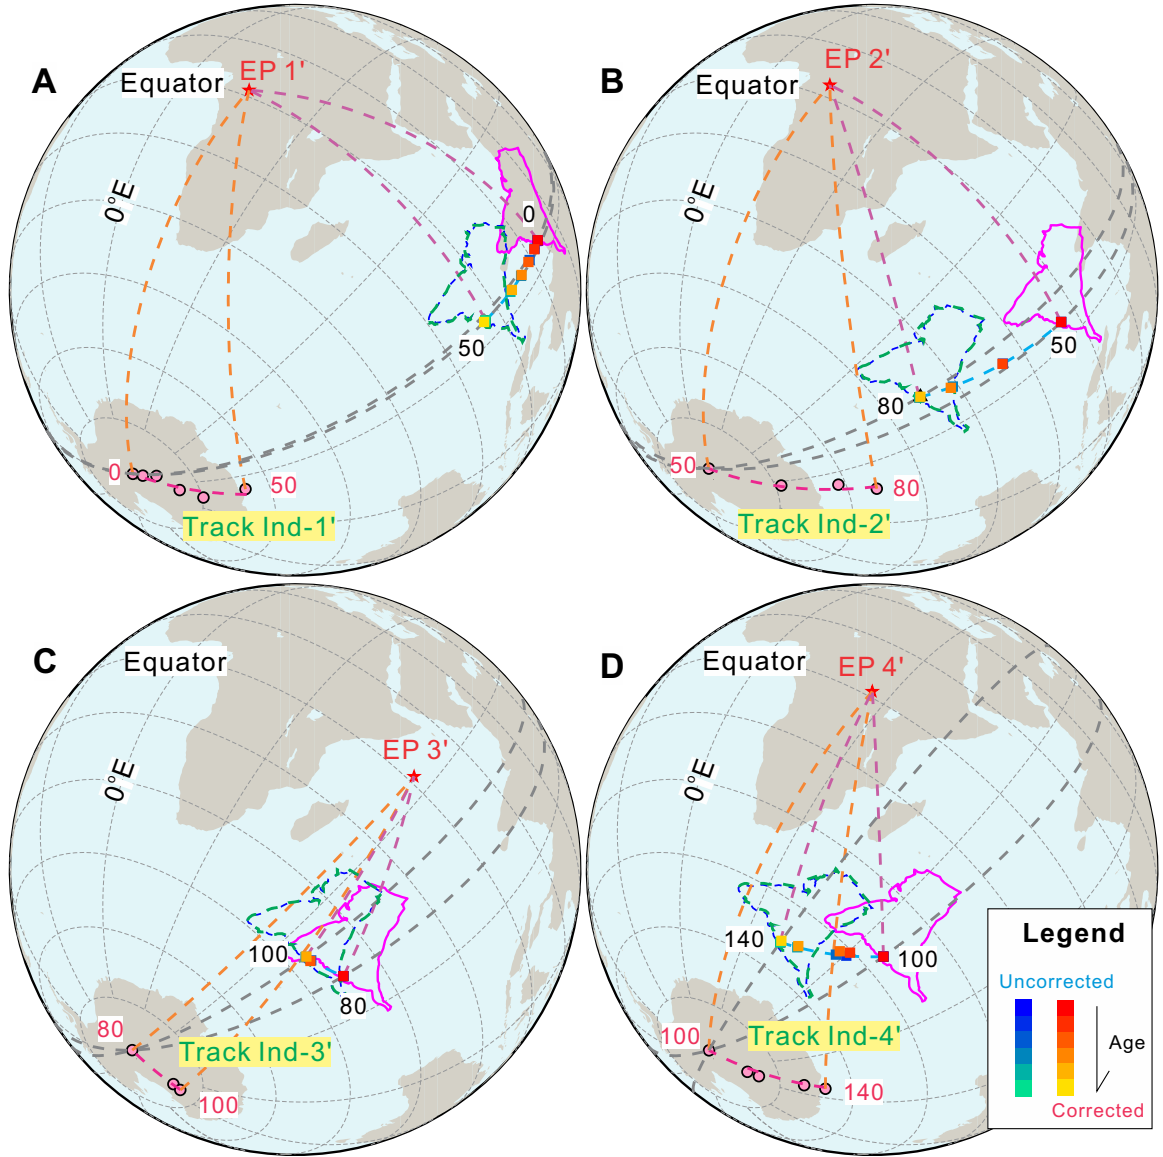 A
Equator
EP 1'
0°E
0
50
0
50
Track Ind-1'
B
Equator
EP 2'
0°E
50
80
50
80
Track Ind-2'
C
Equator
EP 3'
0°E
100
80
80
Track Ind-3'
100
D
Equator
EP 4'
0°E
140
100
100
Track Ind-4'
140
Legend
Uncorrected
Age
Corrected